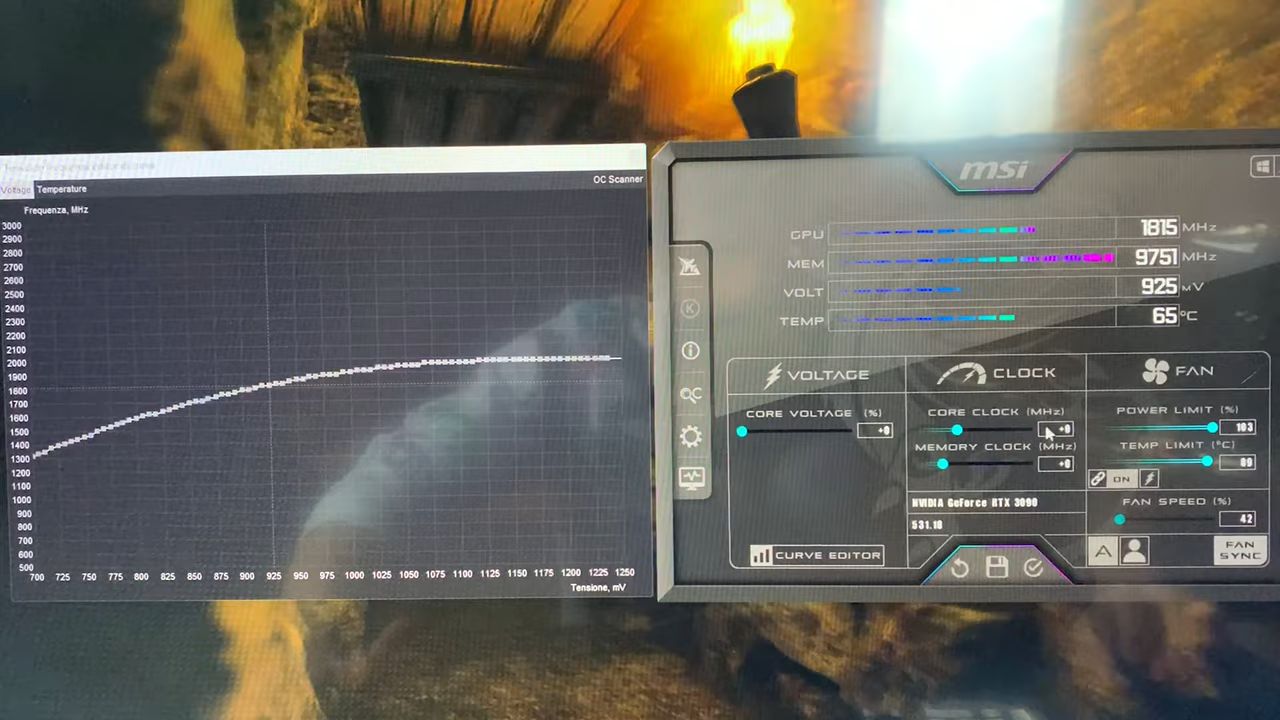 Voltage Temperature
OC Scanner
Frequenza, MHz
3000
2900
2800
2700
2600
2500
2400
2300
2200
2100
2000
1900
1800
1700
1600
1500
1400
1300
1200
1100
1000
900
800
700
600
500
700 725 750 775 800 825 850 875 900 925 950 975 1000 1025 1050 1075 1100 1125 1150 1175 1200 1225 1250
Tensione, mV
msi
GPU 1815 MHz
MEM 9751 MHz
VOLT 925 mV
TEMP 65 °C
K
i
OC
VOLTAGE
CORE VOLTAGE (%)
+0
CURVE EDITOR
CLOCK
CORE CLOCK (MHz)
+0
MEMORY CLOCK (MHz)
+0
NVIDIA GeForce RTX 3090
531.18
FAN
POWER LIMIT (%)
103
TEMP LIMIT (°C)
89
ON
FAN SPEED (%)
42
A
FAN
SYNC